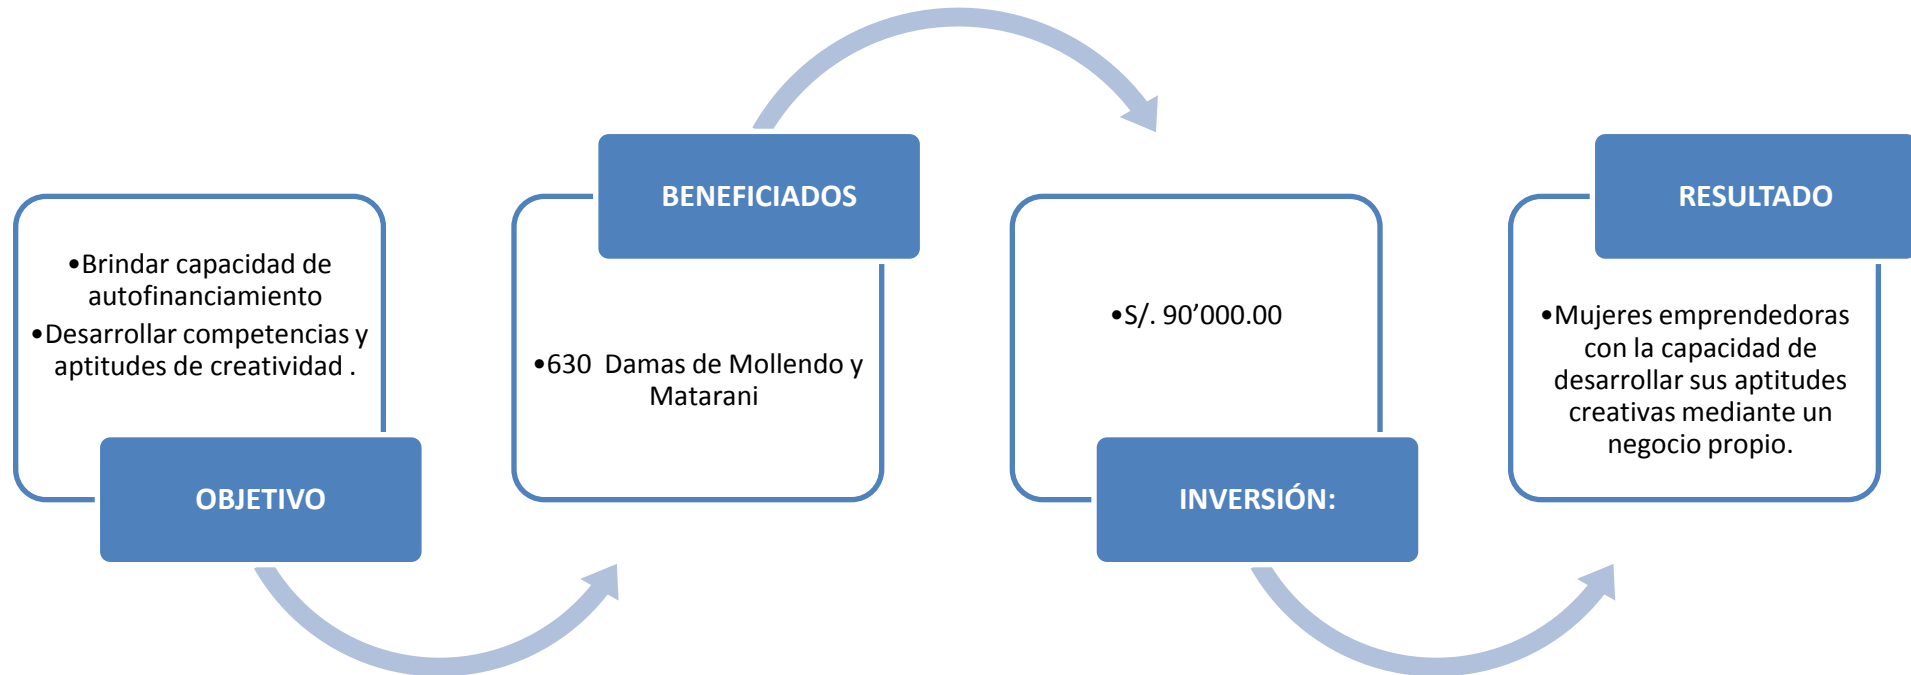 •Brindar capacidad de
autofinanciamiento
•Desarrollar competencias y
aptitudes de creatividad .
OBJETIVO
BENEFICIADOS
•630  Damas de Mollendo y
Matarani
•S/. 90’000.00
INVERSIÓN:
RESULTADO
•Mujeres emprendedoras
con la capacidad de
desarrollar sus aptitudes
creativas mediante un
negocio propio.